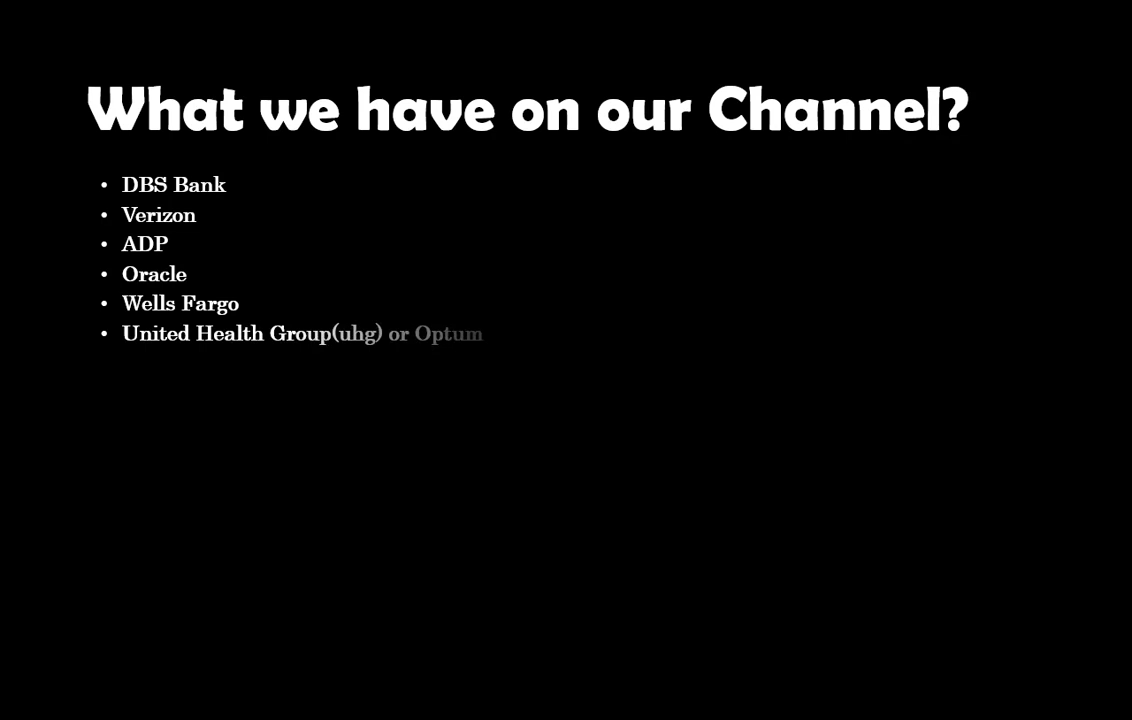 What we have on our Channel?
• DBS Bank
• Verizon
• ADP
• Oracle
• Wells Fargo
• United Health Group(uhg) or Optum